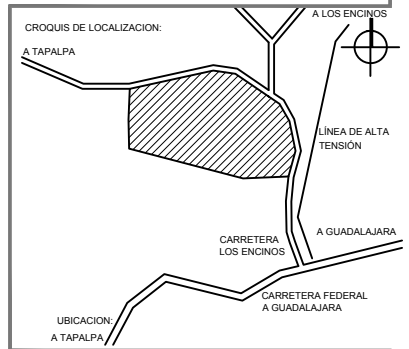 A LOS ENCINOS
CROQUIS DE LOCALIZACION:
A TAPALPA
LÍNEA DE ALTA
TENSIÓN
A GUADALAJARA
CARRETERA
LOS ENCINOS
CARRETERA FEDERAL
A GUADALAJARA
UBICACION:
A TAPALPA